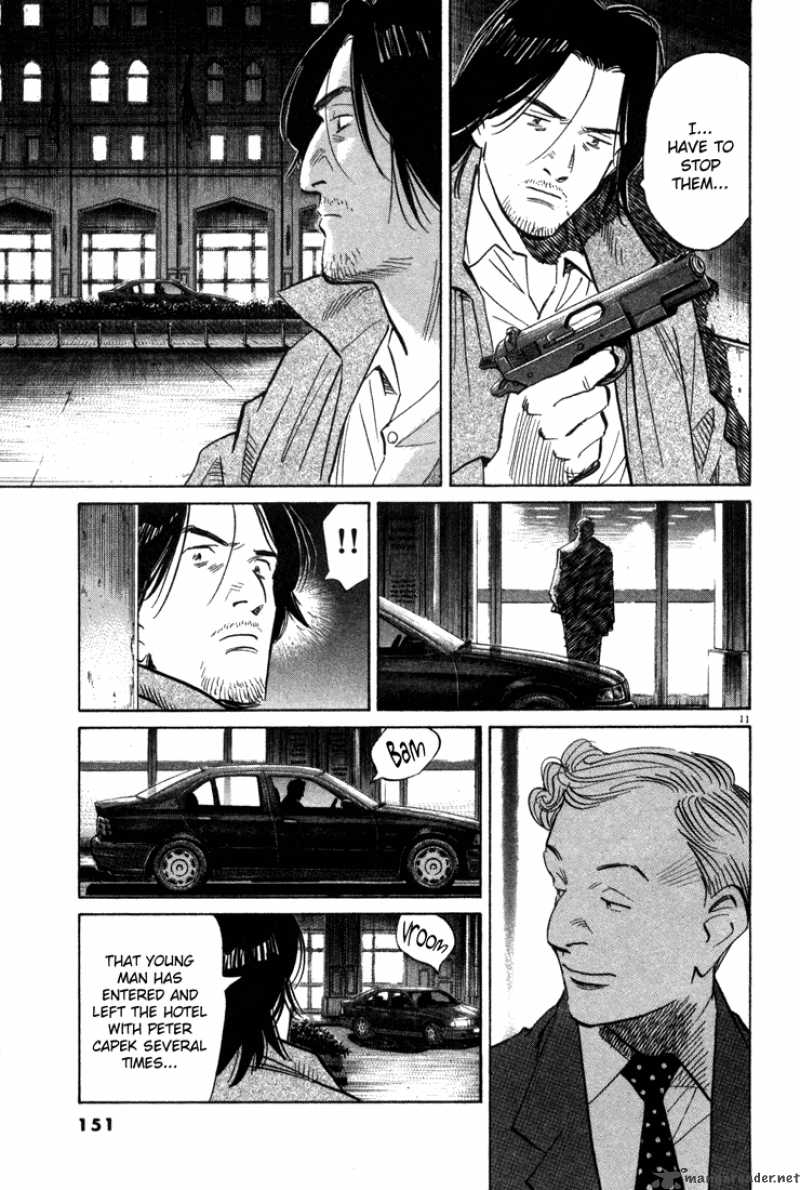 I...
HAVE TO
STOP
THEM...
!!
11
BAM
THAT YOUNG
MAN HAS
ENTERED AND
LEFT THE HOTEL
WITH PETER
CAPEK SEVERAL
TIMES...
VROOM
151